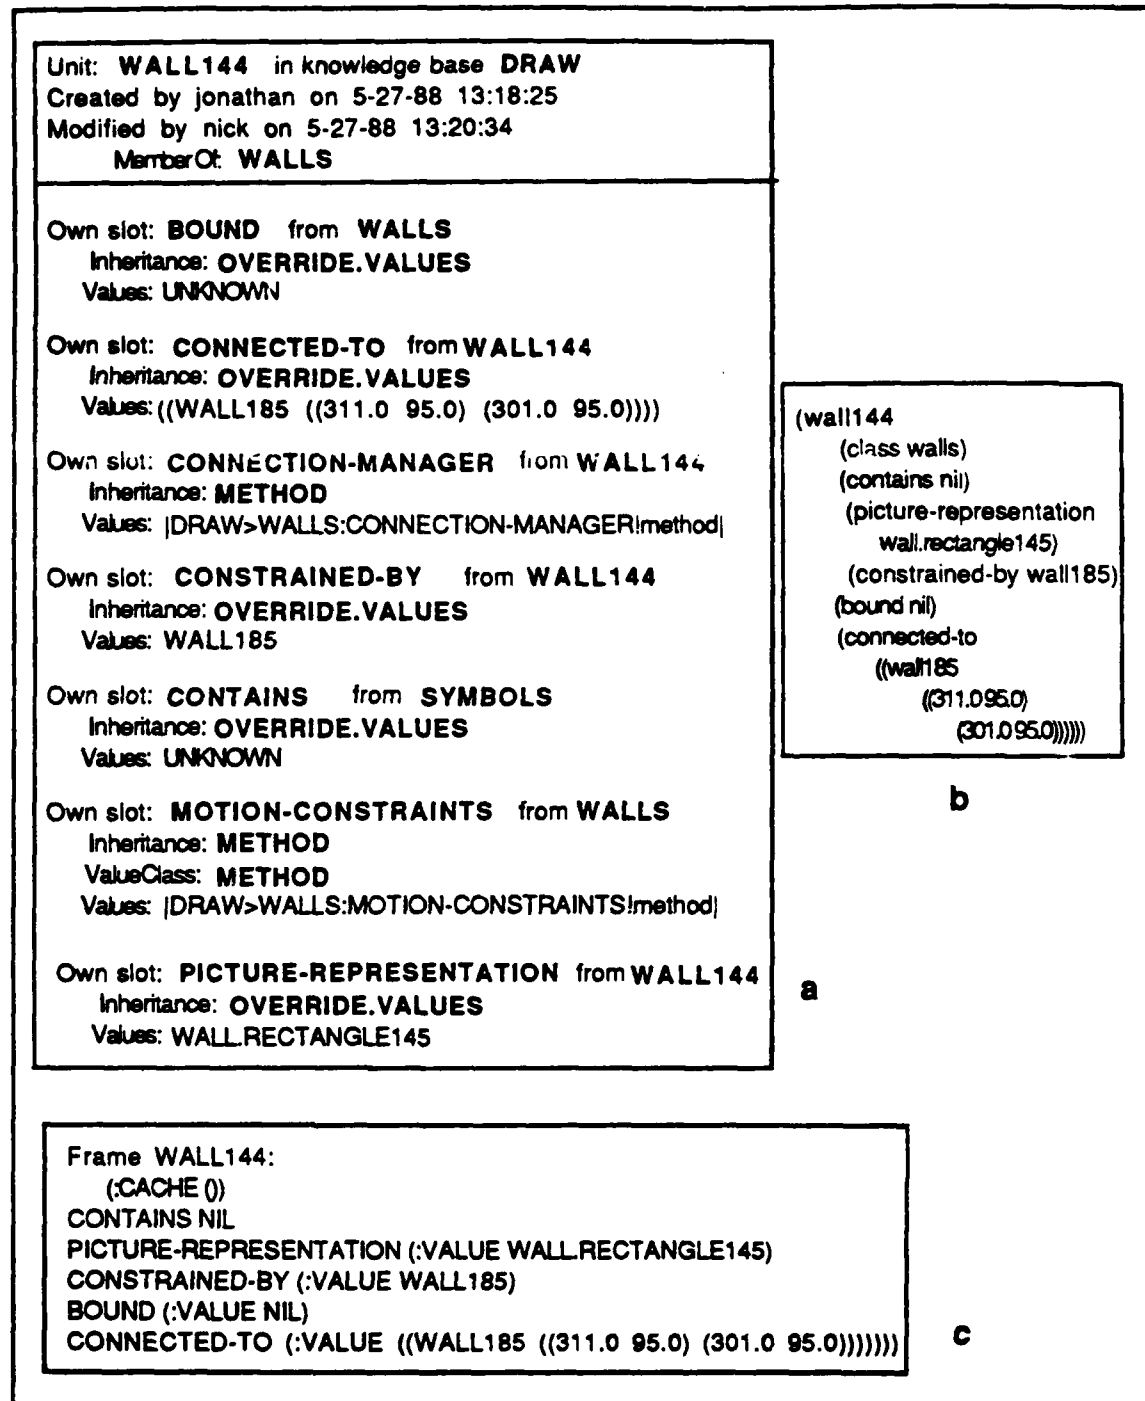 Unit: WALL144 in knowledge base DRAW
Created by jonathan on 5-27-88 13:18:25
Modified by nick on 5-27-88 13:20:34
MemberOf: WALLS
Own slot: BOUND from WALLS
Inheritance: OVERRIDE.VALUES
Values: UNKNOWN
Own slot: CONNECTED-TO from WALL144
Inheritance: OVERRIDE.VALUES
Values: ((WALL185 ((311.0 95.0) (301.0 95.0))))
Own slot: CONNECTION-MANAGER from WALL144
Inheritance: METHOD
Values: |DRAW>WALLS:CONNECTION-MANAGER!method|
Own slot: CONSTRAINED-BY from WALL144
Inheritance: OVERRIDE.VALUES
Values: WALL185
Own slot: CONTAINS from SYMBOLS
Inheritance: OVERRIDE.VALUES
Values: UNKNOWN
Own slot: MOTION-CONSTRAINTS from WALLS
Inheritance: METHOD
ValueClass: METHOD
Values: |DRAW>WALLS:MOTION-CONSTRAINTS!method|
Own slot: PICTURE-REPRESENTATION from WALL144
Inheritance: OVERRIDE.VALUES
Values: WALL.RECTANGLE145
a
(wall144
(class walls)
(contains nil)
(picture-representation
wall.rectangle145)
(constrained-by wall185)
(bound nil)
(connected-to
((wall185
((311.0 95.0)
(301.0 95.0))))))
b
Frame WALL144:
(:CACHE ())
CONTAINS NIL
PICTURE-REPRESENTATION (:VALUE WALL.RECTANGLE145)
CONSTRAINED-BY (:VALUE WALL185)
BOUND (:VALUE NIL)
CONNECTED-TO (:VALUE ((WALL185 ((311.0 95.0) (301.0 95.0)))))))
c